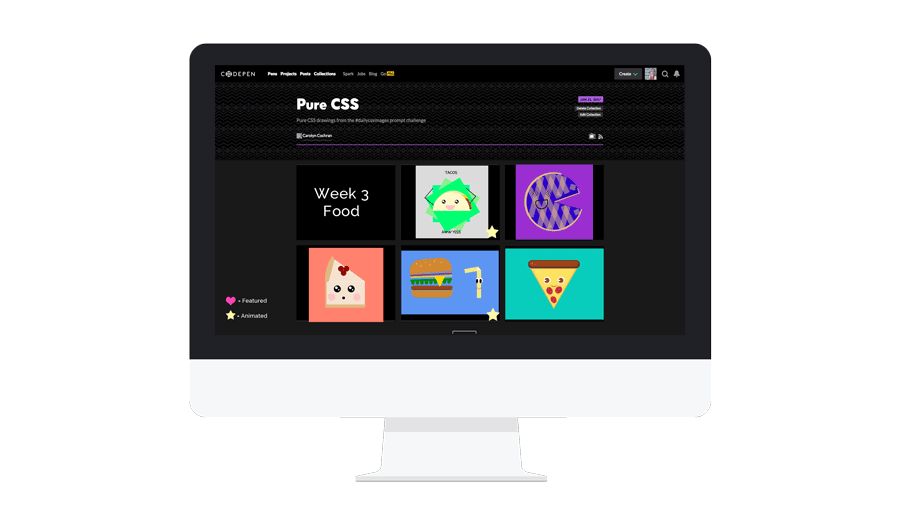 CODEPEN
Pens Projects Posts Collections Spark Jobs Blog Go PRO
Create
Pure CSS
Pure CSS drawings from the #dailycssimages prompt challenge
Delete Collection
Edit Collection
Carolyn Cochran
Week 3
Food
TACOS
AWW YISS
= Featured
= Animated